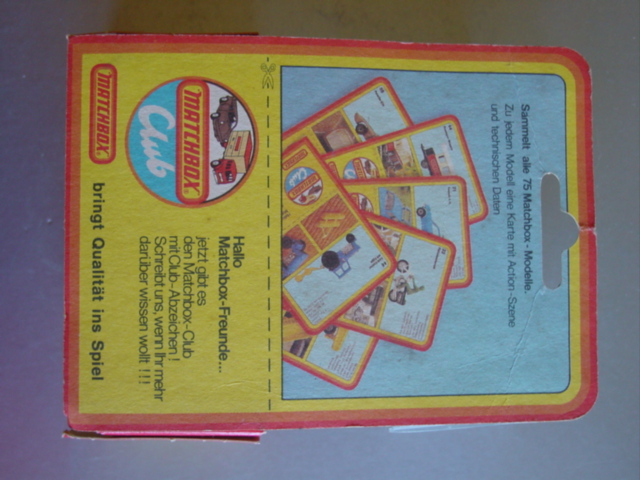 Sammelt alle 75 Matchbox-Modelle.
Zu jedem Modell eine Karte mit Action-Szene
und technischen Daten
Club
MATCHBOX
Club
Hallo
Matchbox-Freunde...
jetzt gibt es
den Matchbox-Club
mit Club-Abzeichen!
Schreibt uns, wenn Ihr mehr
darüber wissen wollt!!!
MATCHBOX
bringt Qualität ins Spiel